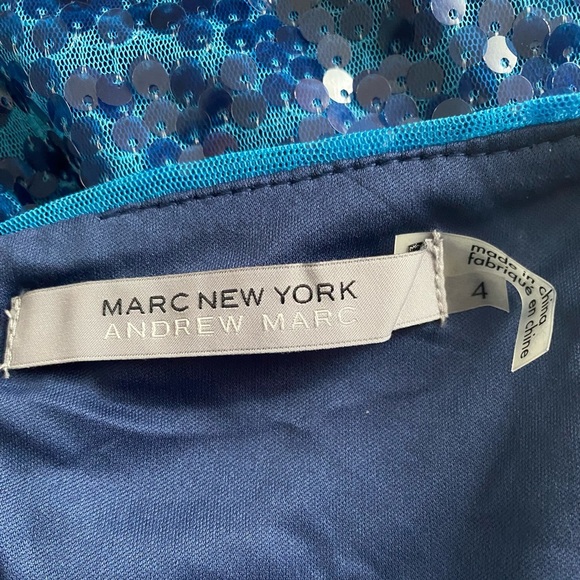 MARC NEW YORK
ANDREW MARC
4
made in china
fabriqué en chine